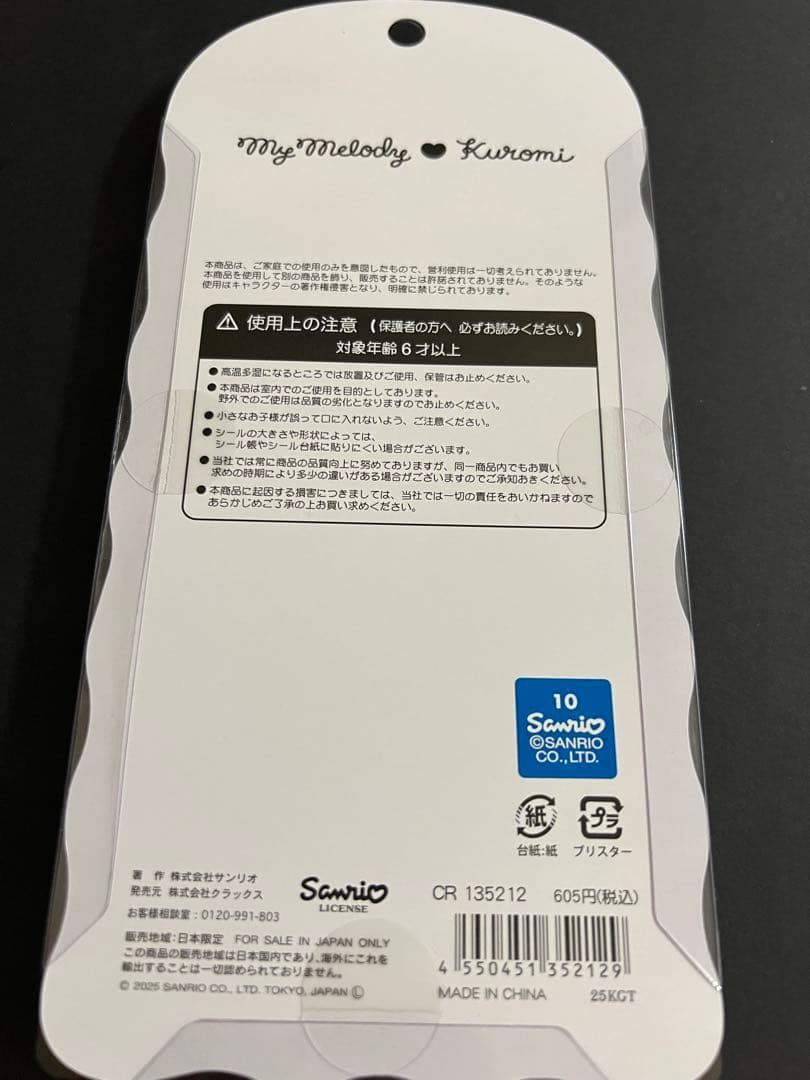 My Melody ♥ Kuromi
本商品は、ご家庭での使用のみを意図したもので、営利使用は一切考えられておりません。
本商品を使用して別の商品を飾り、販売することは許諾されておりません。そのような
使用はキャラクターの著作権侵害となり、明確に禁じられております。
⚠ 使用上の注意 (保護者の方へ 必ずお読みください。)
対象年齢6才以上
●高温多湿になるところでは放置及びご使用、保管はお止めください。
●本商品は室内でのご使用を目的としております。
野外でのご使用は品質の劣化となりますのでお止めください。
●小さなお子様が誤って口に入れないよう、ご注意ください。
●シールの大きさや形状によっては、
シール帳やシール台紙に貼りにくい場合がございます。
●当社では常に商品の品質向上に努めておりますが、同一商品内でもお買い
求めの時期により多少の違いがある場合がございますのでご承知おきください。
●本商品に起因する損害につきましては、当社では一切の責任をおいかねますので
あらかじめご了承の上お買い求めください。
10
Sanrio
©SANRIO
CO.,LTD.
紙
プラ
台紙:紙
ブリスター
著 作 株式会社サンリオ
発売元 株式会社クラックス
お客様相談室:0120-991-803
Sanrio
LICENSE
CR 135212 605円(税込)
販売地域:日本限定 FOR SALE IN JAPAN ONLY
この商品の販売地域は日本国内であり、海外にこれを
輸出することは一切認められておりません。
© 2025 SANRIO CO., LTD. TOKYO, JAPAN Ⓛ
4 550451 352129
MADE IN CHINA 25KGT